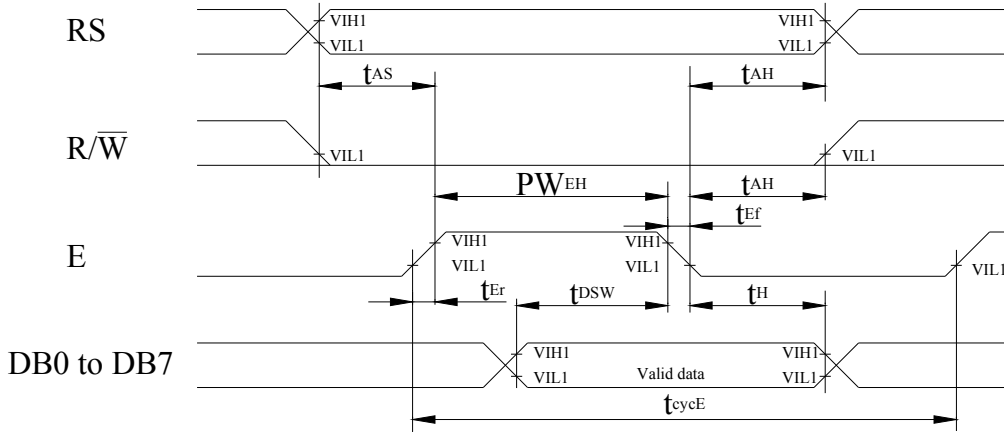 RS
VIH1
VIH1
VIL1
VIL1
tAS
tAH
R/W̅
VIL1
VIL1
PWEH
tAH
tEf
E
VIH1
VIH1
VIL1
VIL1
VIL1
tEr
tDSW
tH
DB0 to DB7
VIH1
VIH1
VIL1
Valid data
VIL1
tcycE